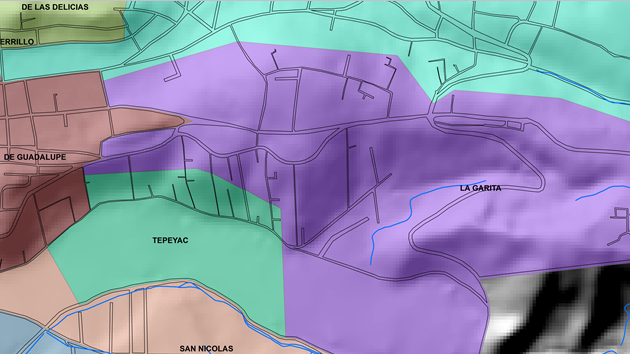 DE LAS DELICIAS
ERRILLO
DE GUADALUPE
LA GARITA
TEPEYAC
SAN NICOLAS